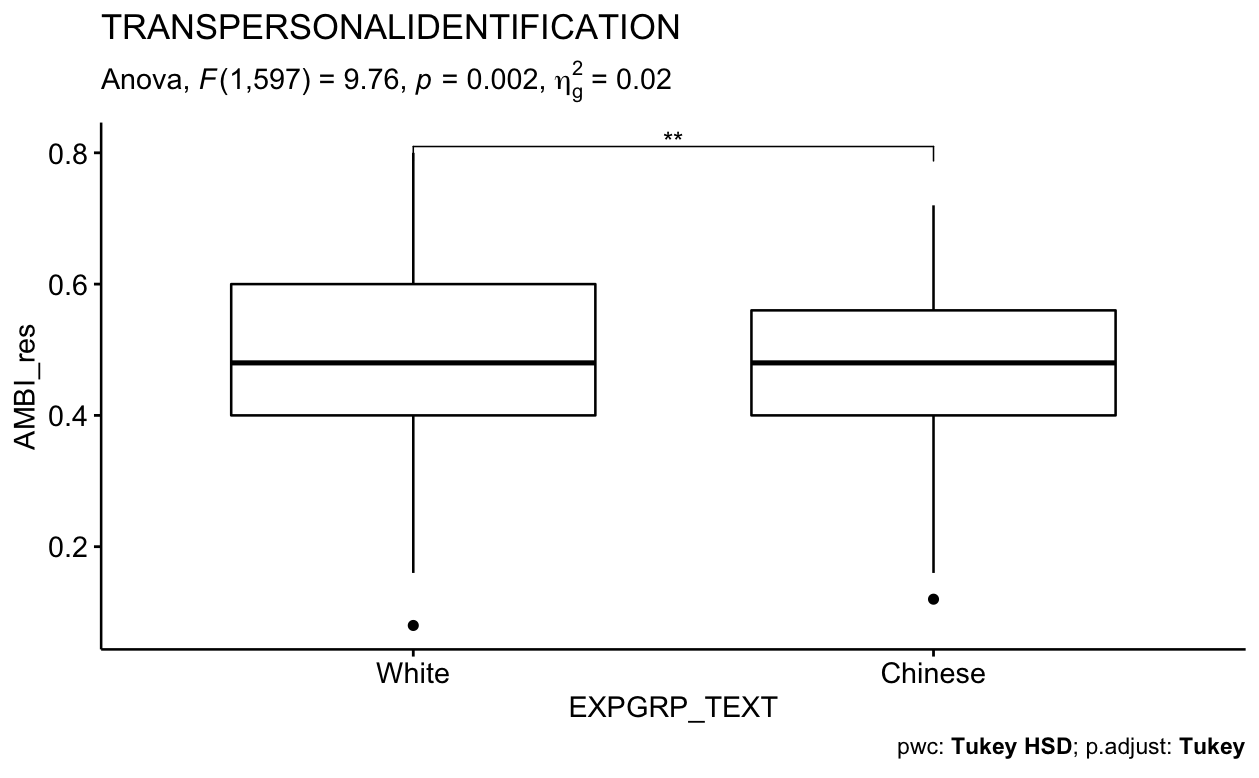 TRANSPERSONALIDENTIFICATION
Anova, F(1,597) = 9.76, p = 0.002, η²g = 0.02
**
0.8
0.6
0.4
0.2
AMBI_res
White Chinese
EXPGRP_TEXT
pwc: Tukey HSD; p.adjust: Tukey